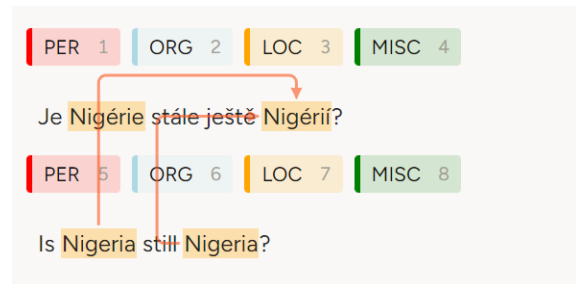 PER 1 ORG 2 LOC 3 MISC 4
Je Nigérie stále ještě Nigérií?
PER 5 ORG 6 LOC 7 MISC 8
Is Nigeria still Nigeria?